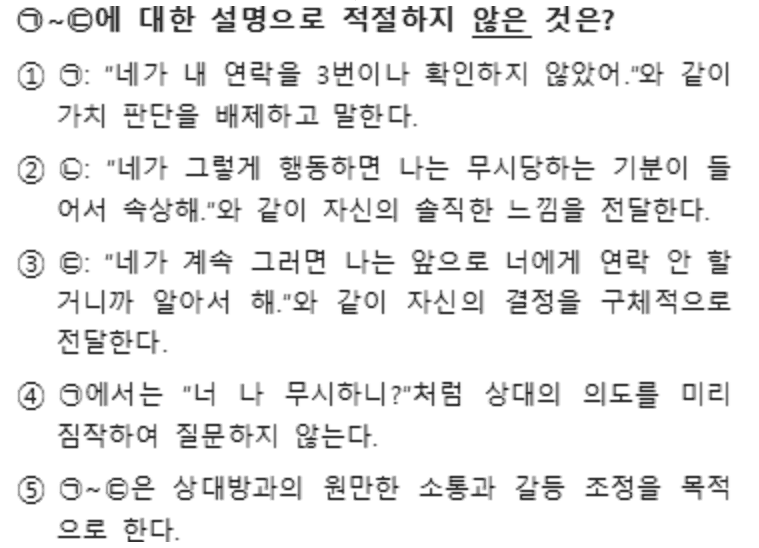 ㉠~㉢에 대한 설명으로 적절하지 않은 것은?
① ㉠: "네가 내 연락을 3번이나 확인하지 않았어."와 같이
가치 판단을 배제하고 말한다.
② ㉡: "네가 그렇게 행동하면 나는 무시당하는 기분이 들
어서 속상해."와 같이 자신의 솔직한 느낌을 전달한다.
③ ㉢: "네가 계속 그러면 나는 앞으로 너에게 연락 안 할
거니까 알아서 해."와 같이 자신의 결정을 구체적으로
전달한다.
④ ㉠에서는 "너 나 무시하니?"처럼 상대의 의도를 미리
짐작하여 질문하지 않는다.
⑤ ㉠~㉢은 상대방과의 원만한 소통과 갈등 조정을 목적
으로 한다.